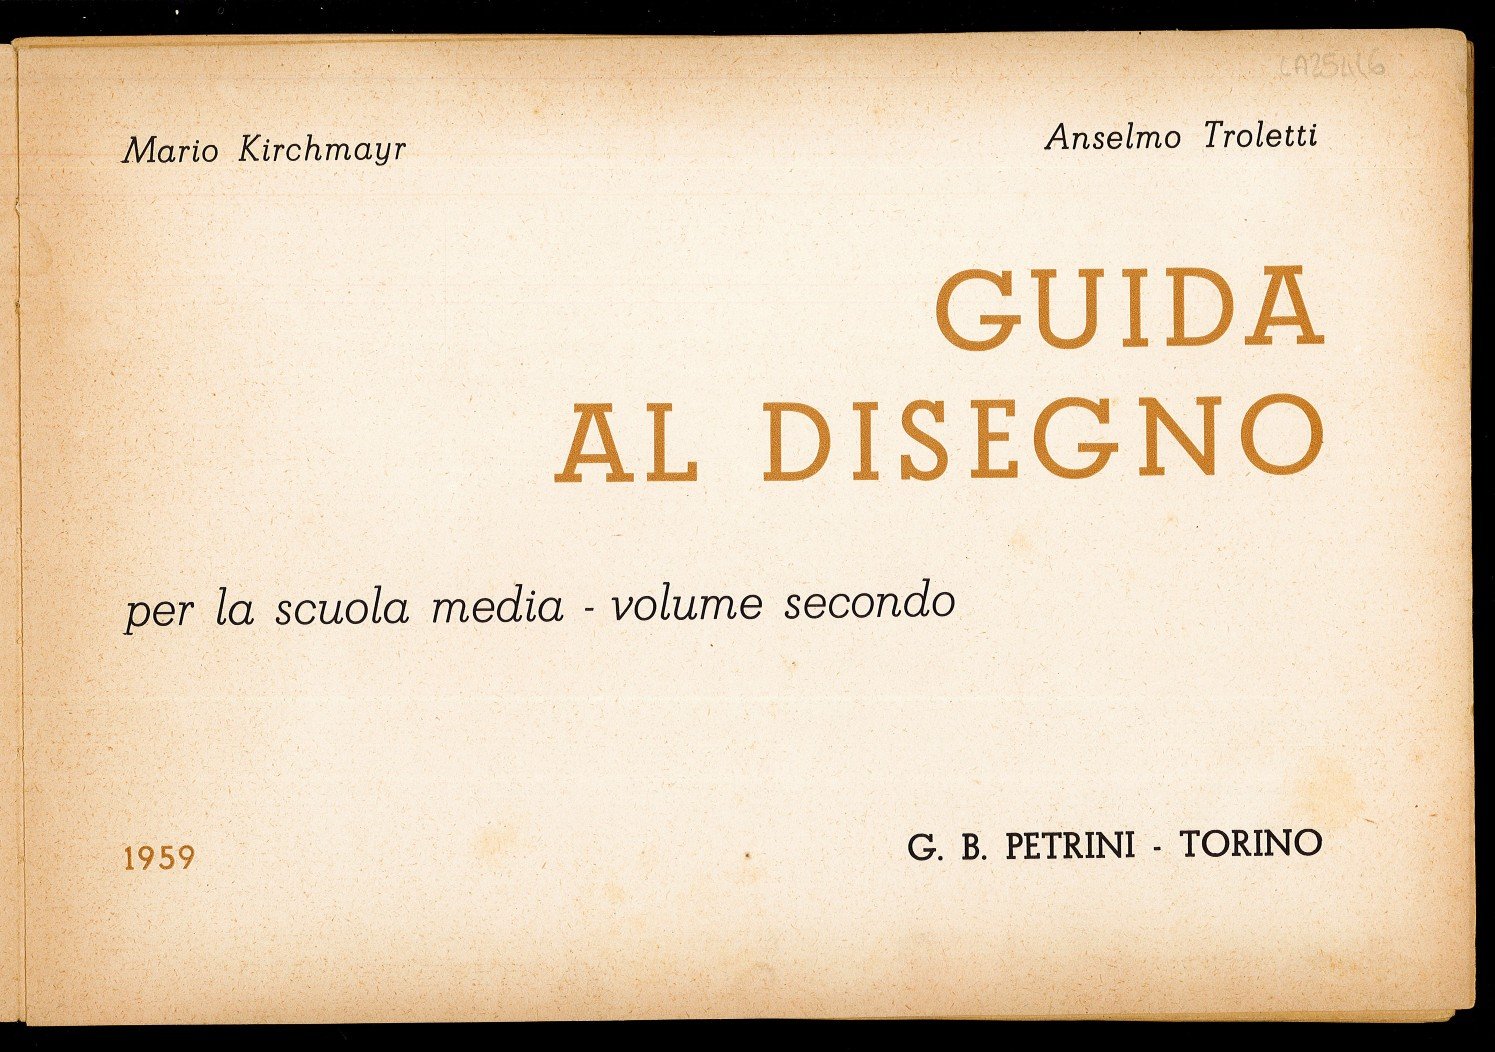 Mario Kirchmayr
Anselmo Troletti
GUIDA
AL DISEGNO
per la scuola media - volume secondo
1959
G. B. PETRINI - TORINO